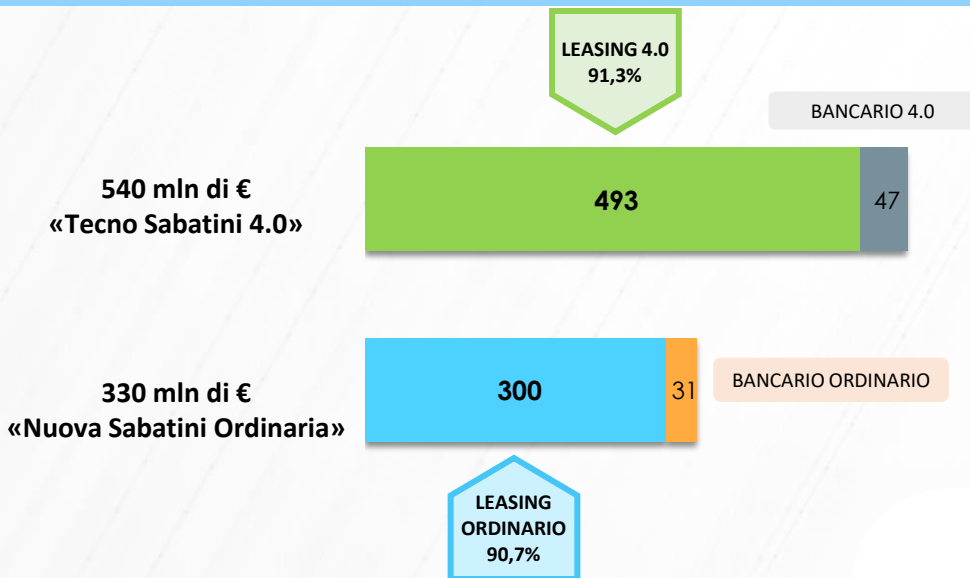 LEASING 4.0
91,3%
BANCARIO 4.0
540 mln di €
«Tecno Sabatini 4.0»
493
47
330 mln di €
«Nuova Sabatini Ordinaria»
300
31
BANCARIO ORDINARIO
LEASING
ORDINARIO
90,7%